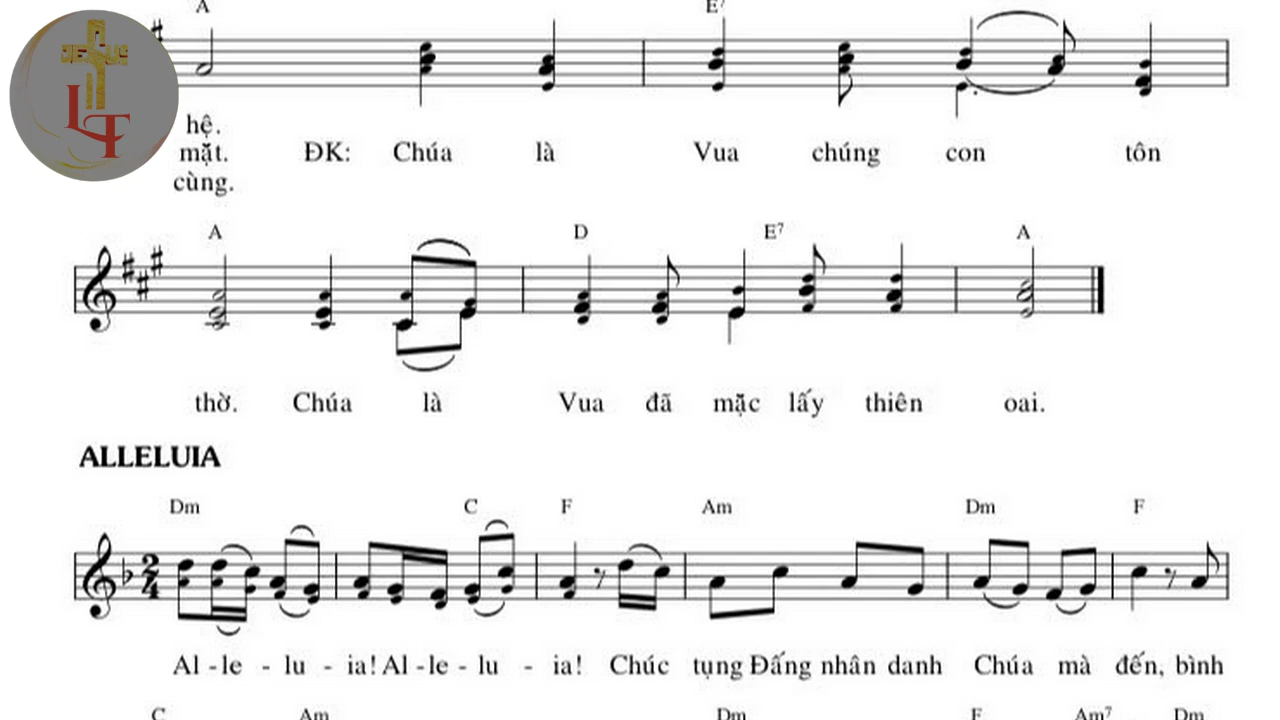 A E7
JESUS
LT
hệ.
mặt. ĐK: Chúa là Vua chúng con tôn
cùng.
A D E7 A
thờ. Chúa là Vua đã mặc lấy thiên oai.
ALLELUIA
Dm C F Am Dm F
2
4
Al - le - lu - ia! Al - le - lu - ia! Chúc tụng Đấng nhân danh Chúa mà đến, bình
C Am Dm F Am7 Dm